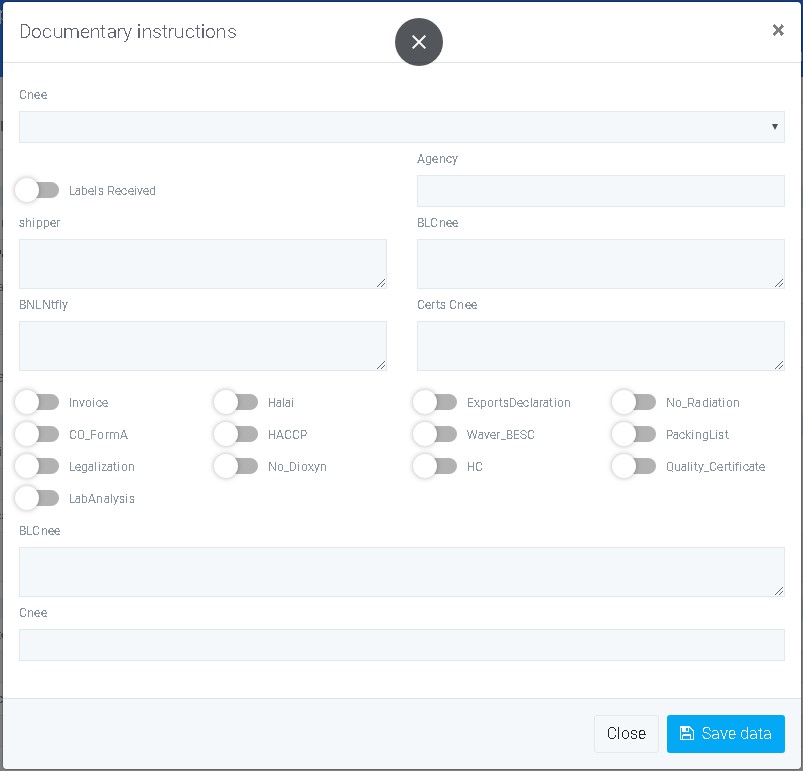 Documentary instructions
×
Cnee
Labels Received
Agency
shipper
BLCnee
BNLNtfly
Certs Cnee
Invoice
Halai
ExportsDeclaration
No_Radiation
CO_FormA
HACCP
Waver_BESC
PackingList
Legalization
No_Dioxyn
HC
Quality_Certificate
LabAnalysis
BLCnee
Cnee
Close
Save data